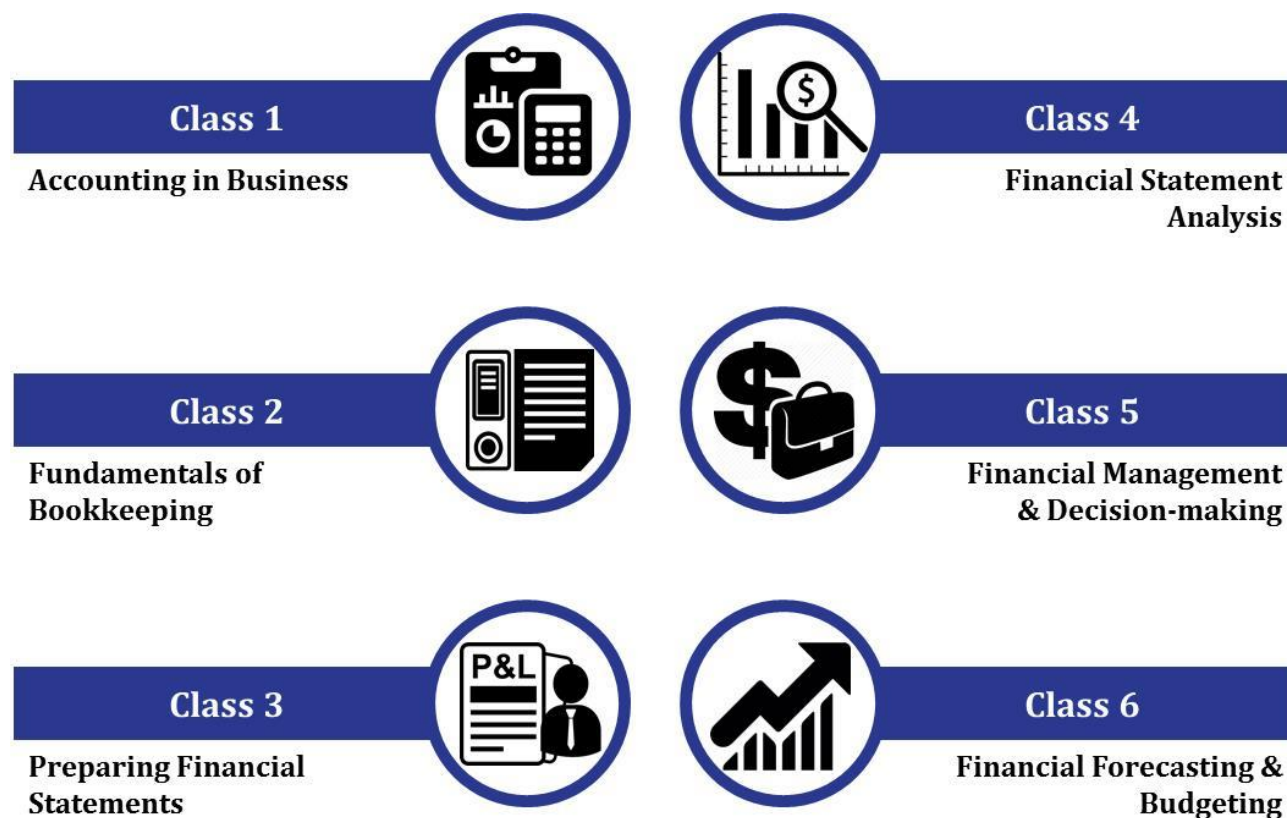 Class 1
Accounting in Business
Class 2
Fundamentals of
Bookkeeping
Class 3
P&L
Preparing Financial
Statements
$
Class 4
Financial Statement
Analysis
$
Class 5
Financial Management
& Decision-making
Class 6
Financial Forecasting &
Budgeting